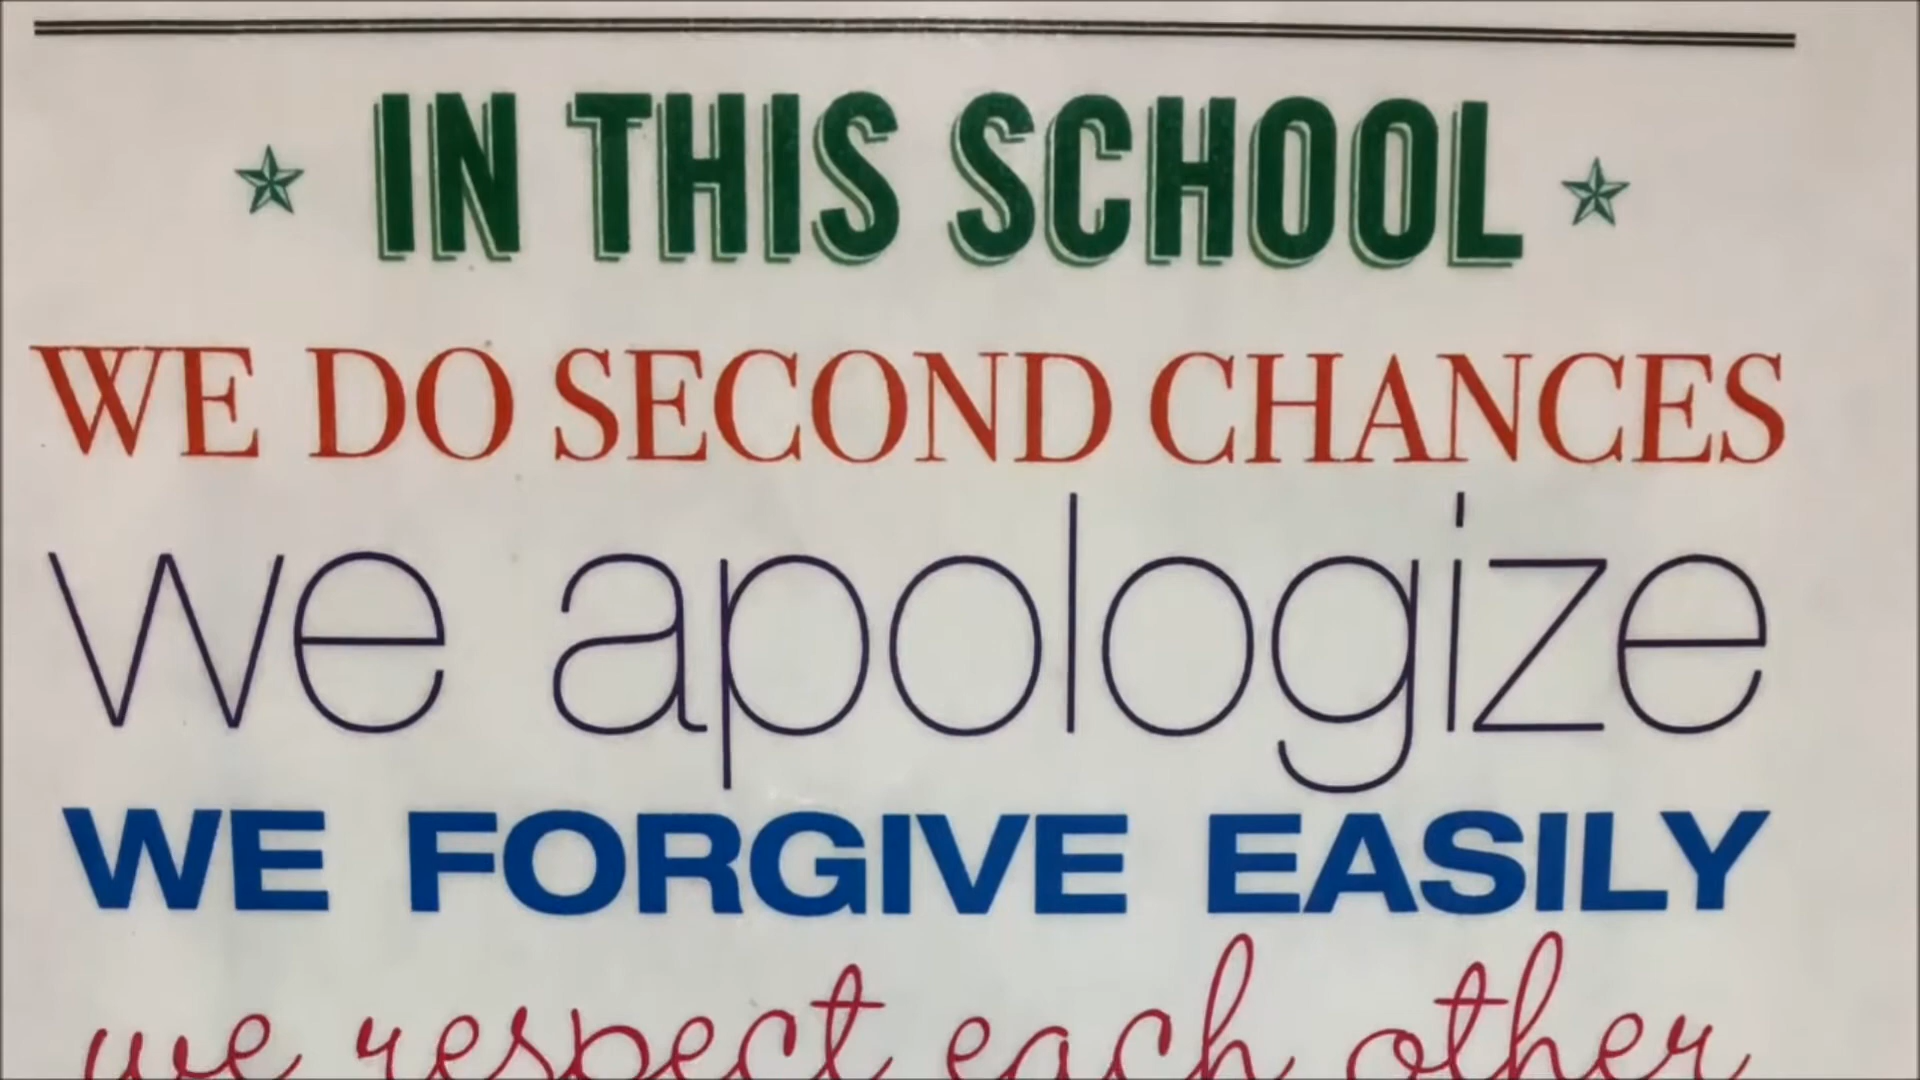 IN THIS SCHOOL
WE DO SECOND CHANCES
we apologize
WE FORGIVE EASILY
we respect each other